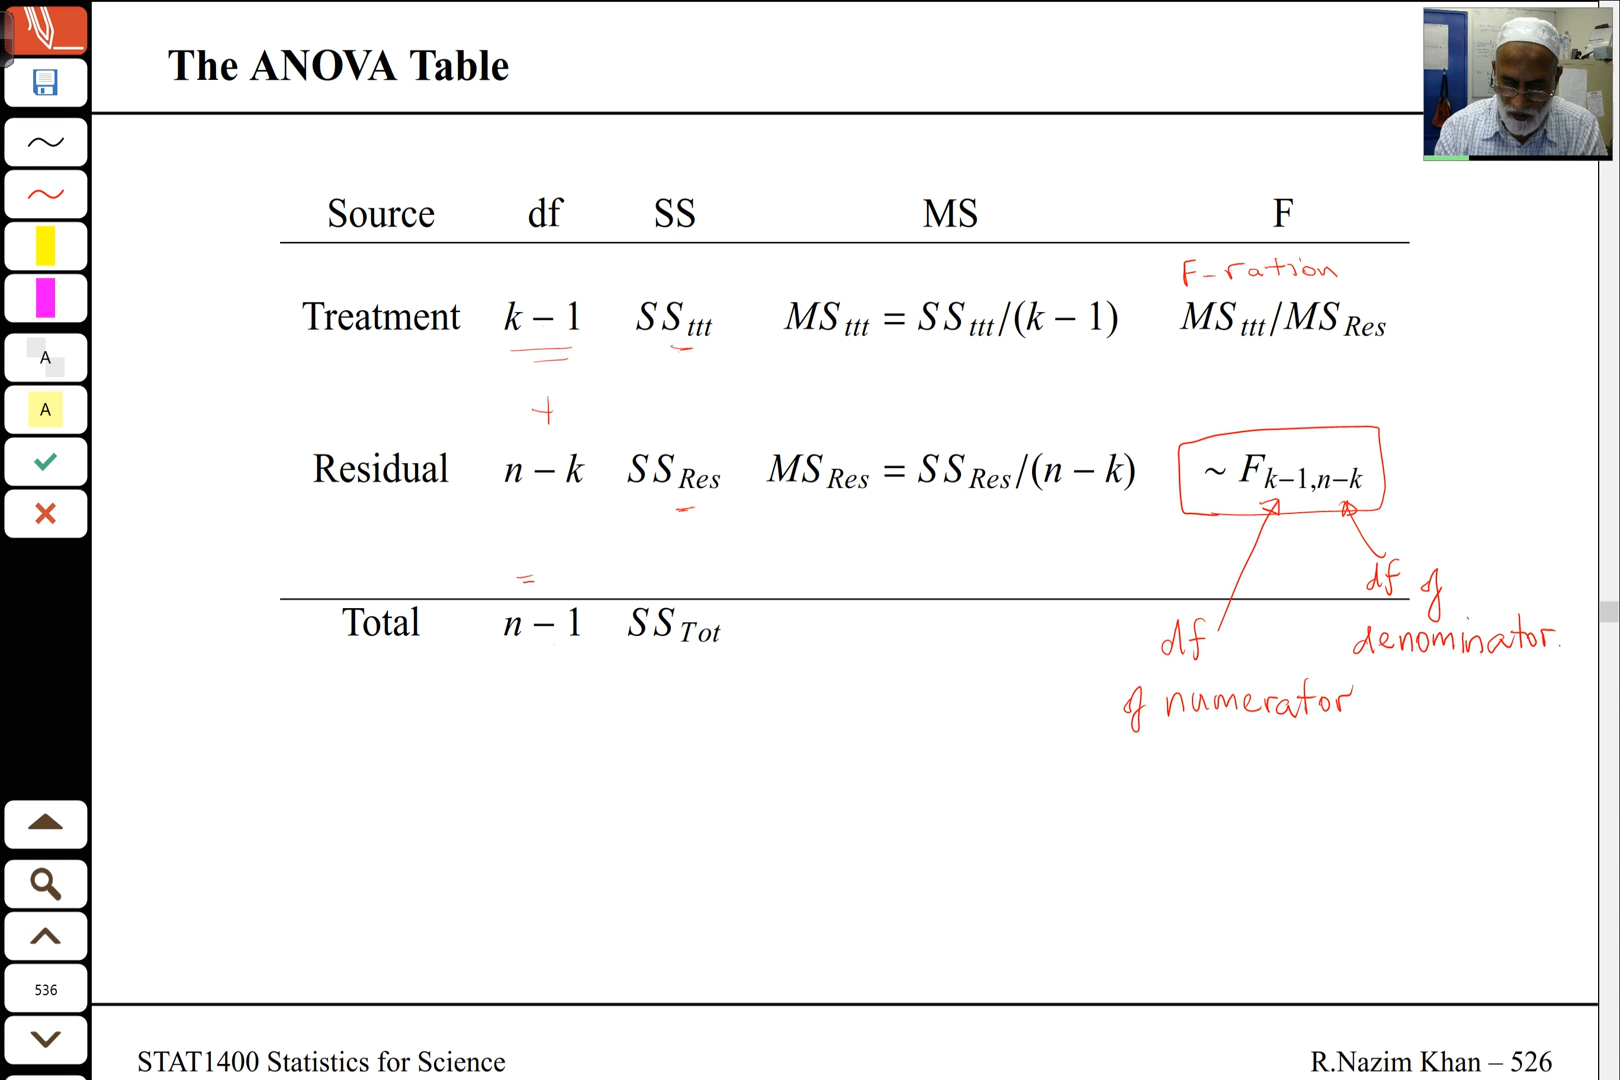 The ANOVA Table
Source df SS MS F
F-ration
Treatment k − 1 SS_ttt MS_ttt = SS_ttt/(k − 1) MS_ttt/MS_Res
+
Residual n − k SS_Res MS_Res = SS_Res/(n − k) ~ F_k−1,n−k
=
Total n − 1 SS_Tot
df of numerator
df of denominator.
A
A
536
STAT1400 Statistics for Science R.Nazim Khan – 526